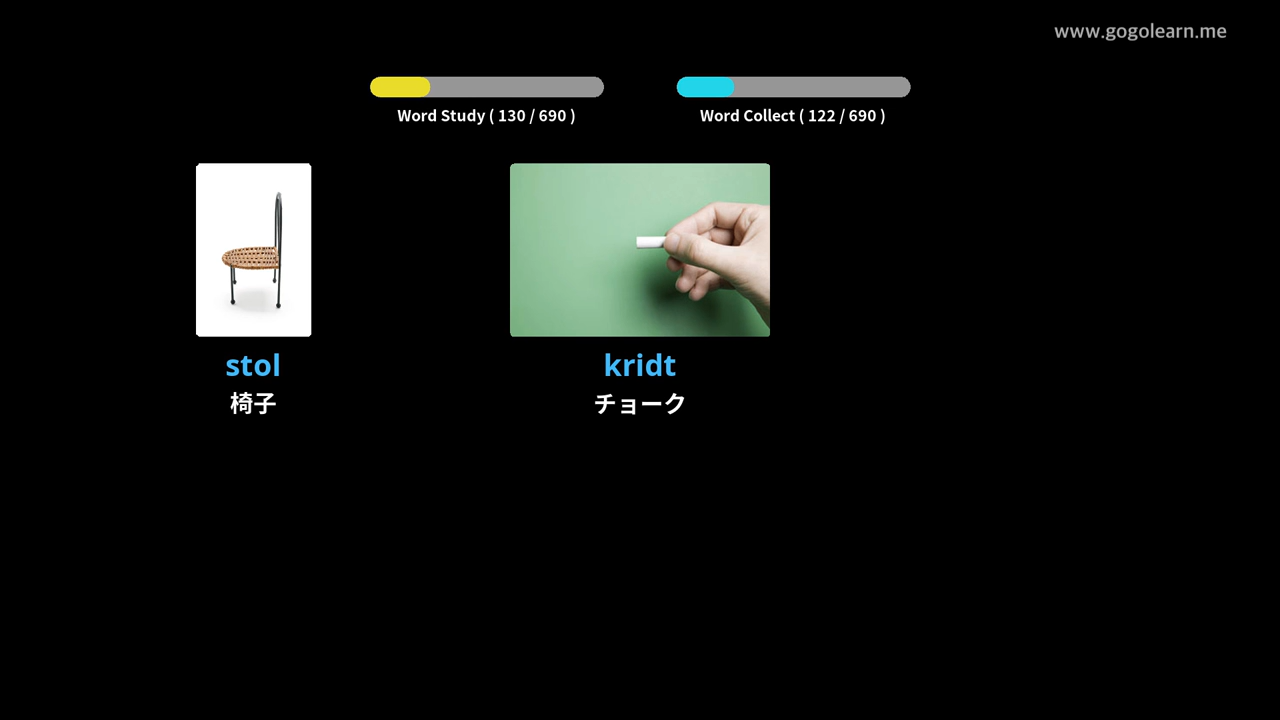 www.gogolearn.me
Word Study ( 130 / 690 )
Word Collect ( 122 / 690 )
stol
椅子
kridt
チョーク